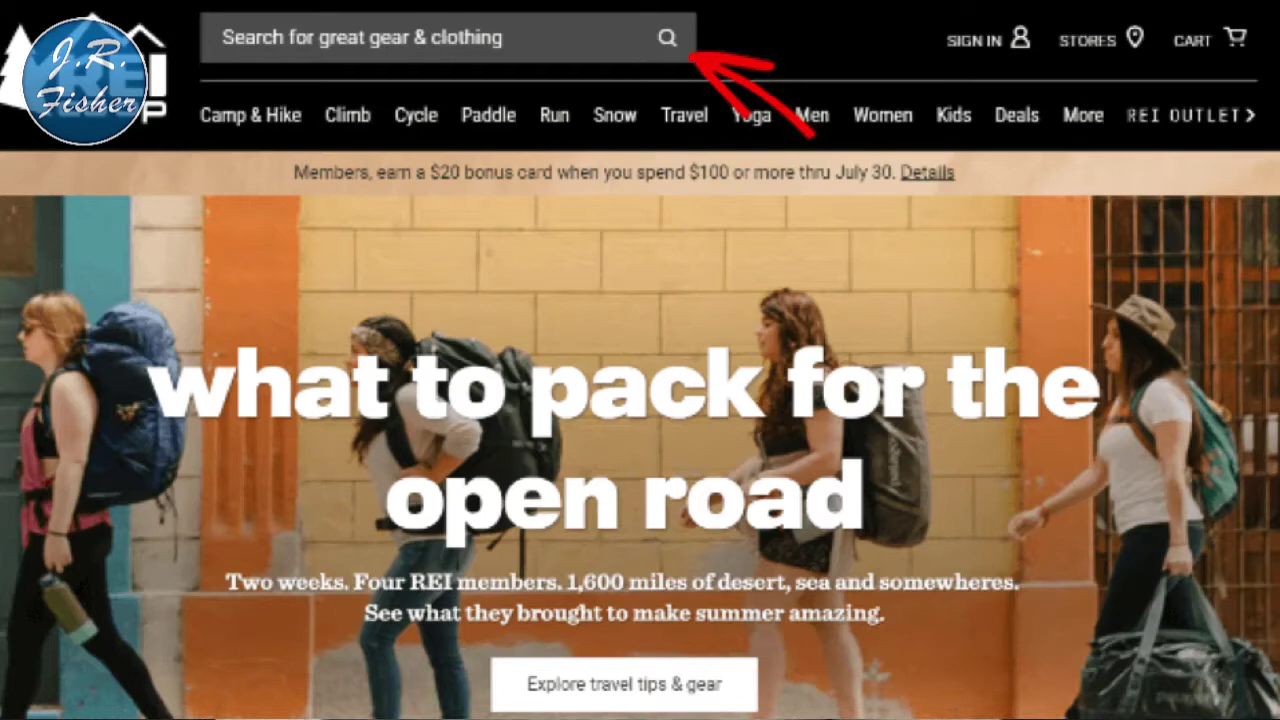 J.R.
Fisher
REI
Search for great gear & clothing
SIGN IN
STORES
CART
Camp & Hike Climb Cycle Paddle Run Snow Travel Yoga Men Women Kids Deals More REI OUTLET
Members, earn a $20 bonus card when you spend $100 or more thru July 30. Details
what to pack for the
open road
Two weeks. Four REI members. 1,600 miles of desert, sea and somewheres.
See what they brought to make summer amazing.
Explore travel tips & gear